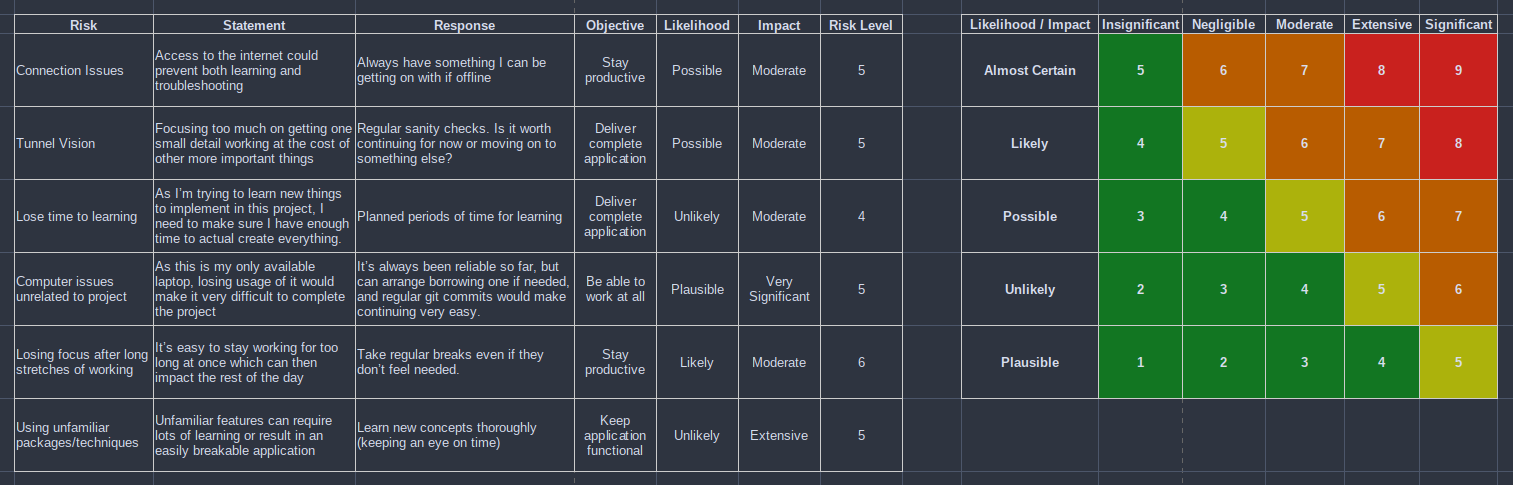 Risk Statement Response Objective Likelihood Impact Risk Level
Connection Issues
Access to the internet could
prevent both learning and
troubleshooting
Always have something I can be
getting on with if offline
Stay
productive
Possible
Moderate
5
Tunnel Vision
Focusing too much on getting one
small detail working at the cost of
other more important things
Regular sanity checks. Is it worth
continuing for now or moving on to
something else?
Deliver
complete
application
Possible
Moderate
5
Lose time to learning
As I’m trying to learn new things
to implement in this project, I
need to make sure I have enough
time to actual create everything.
Planned periods of time for learning
Deliver
complete
application
Unlikely
Moderate
4
Computer issues
unrelated to project
As this is my only available
laptop, losing usage of it would
make it very difficult to complete
the project
It’s always been reliable so far, but
can arrange borrowing one if needed,
and regular git commits would make
continuing very easy.
Be able to
work at all
Plausible
Very
Significant
5
Losing focus after long
stretches of working
It’s easy to stay working for too
long at once which can then
impact the rest of the day
Take regular breaks even if they
don’t feel needed.
Stay
productive
Likely
Moderate
6
Using unfamiliar
packages/techniques
Unfamiliar features can require
lots of learning or result in an
easily breakable application
Learn new concepts thoroughly
(keeping an eye on time)
Keep
application
functional
Unlikely
Extensive
5
Likelihood / Impact Insignificant Negligible Moderate Extensive Significant
Almost Certain 5 6 7 8 9
Likely 4 5 6 7 8
Possible 3 4 5 6 7
Unlikely 2 3 4 5 6
Plausible 1 2 3 4 5